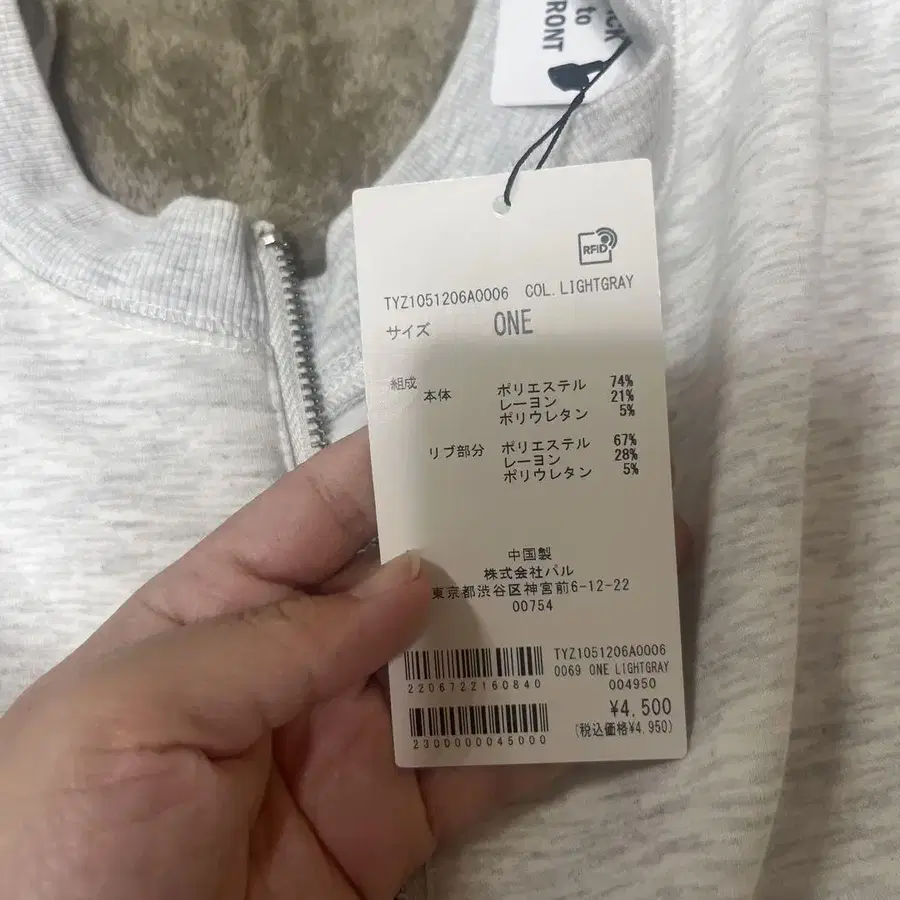 to
FRONT
RFID
TYZ1051206A0006 COL.LIGHTGRAY
サイズ ONE
組成 本体 ポリエステル 74%
レーヨン 21%
ポリウレタン 5%
リブ部分 ポリエステル 67%
レーヨン 28%
ポリウレタン 5%
中国製
株式会社パル
東京都渋谷区神宮前6-12-22
00754
TYZ1051206A0006
0069 ONE LIGHTGRAY
2206722160840
004950
¥4,500
(税込価格¥4,950)
2300000045000